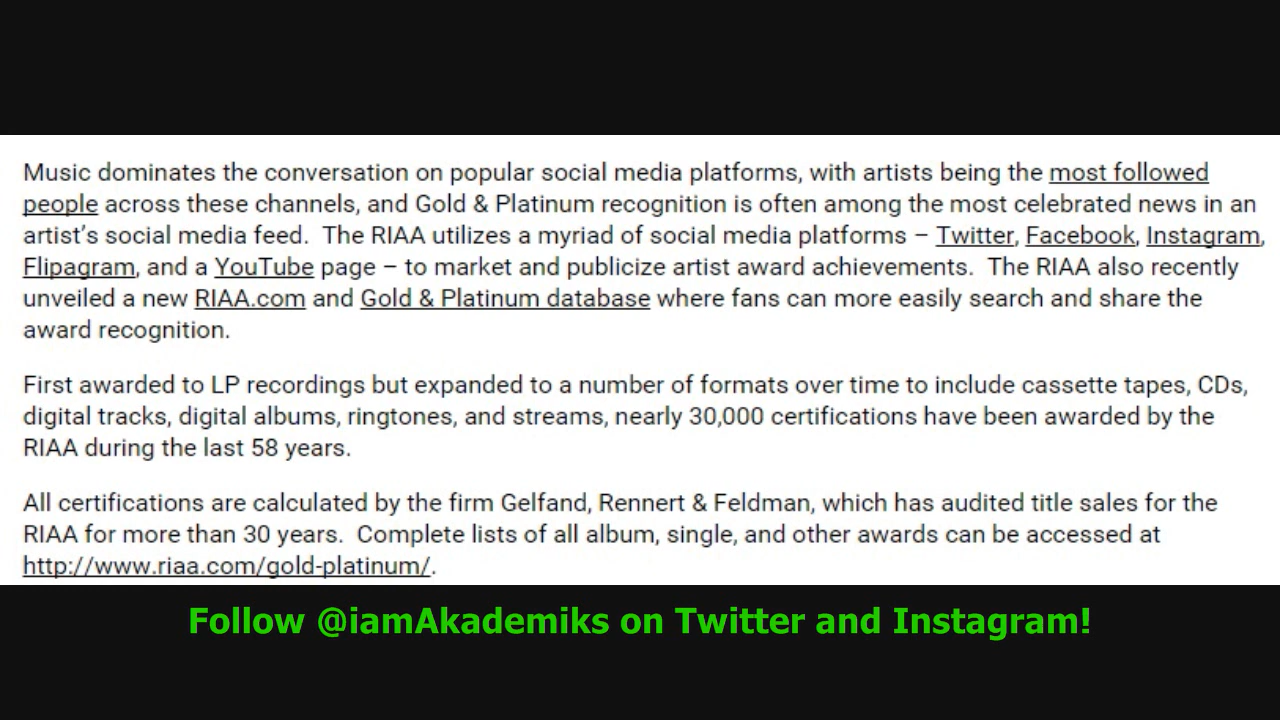 Music dominates the conversation on popular social media platforms, with artists being the most followed
people across these channels, and Gold & Platinum recognition is often among the most celebrated news in an
artist’s social media feed.  The RIAA utilizes a myriad of social media platforms – Twitter, Facebook, Instagram,
Flipagram, and a YouTube page – to market and publicize artist award achievements.  The RIAA also recently
unveiled a new RIAA.com and Gold & Platinum database where fans can more easily search and share the
award recognition.
First awarded to LP recordings but expanded to a number of formats over time to include cassette tapes, CDs,
digital tracks, digital albums, ringtones, and streams, nearly 30,000 certifications have been awarded by the
RIAA during the last 58 years.
All certifications are calculated by the firm Gelfand, Rennert & Feldman, which has audited title sales for the
RIAA for more than 30 years.  Complete lists of all album, single, and other awards can be accessed at
http://www.riaa.com/gold-platinum/.
Follow @iamAkademiks on Twitter and Instagram!